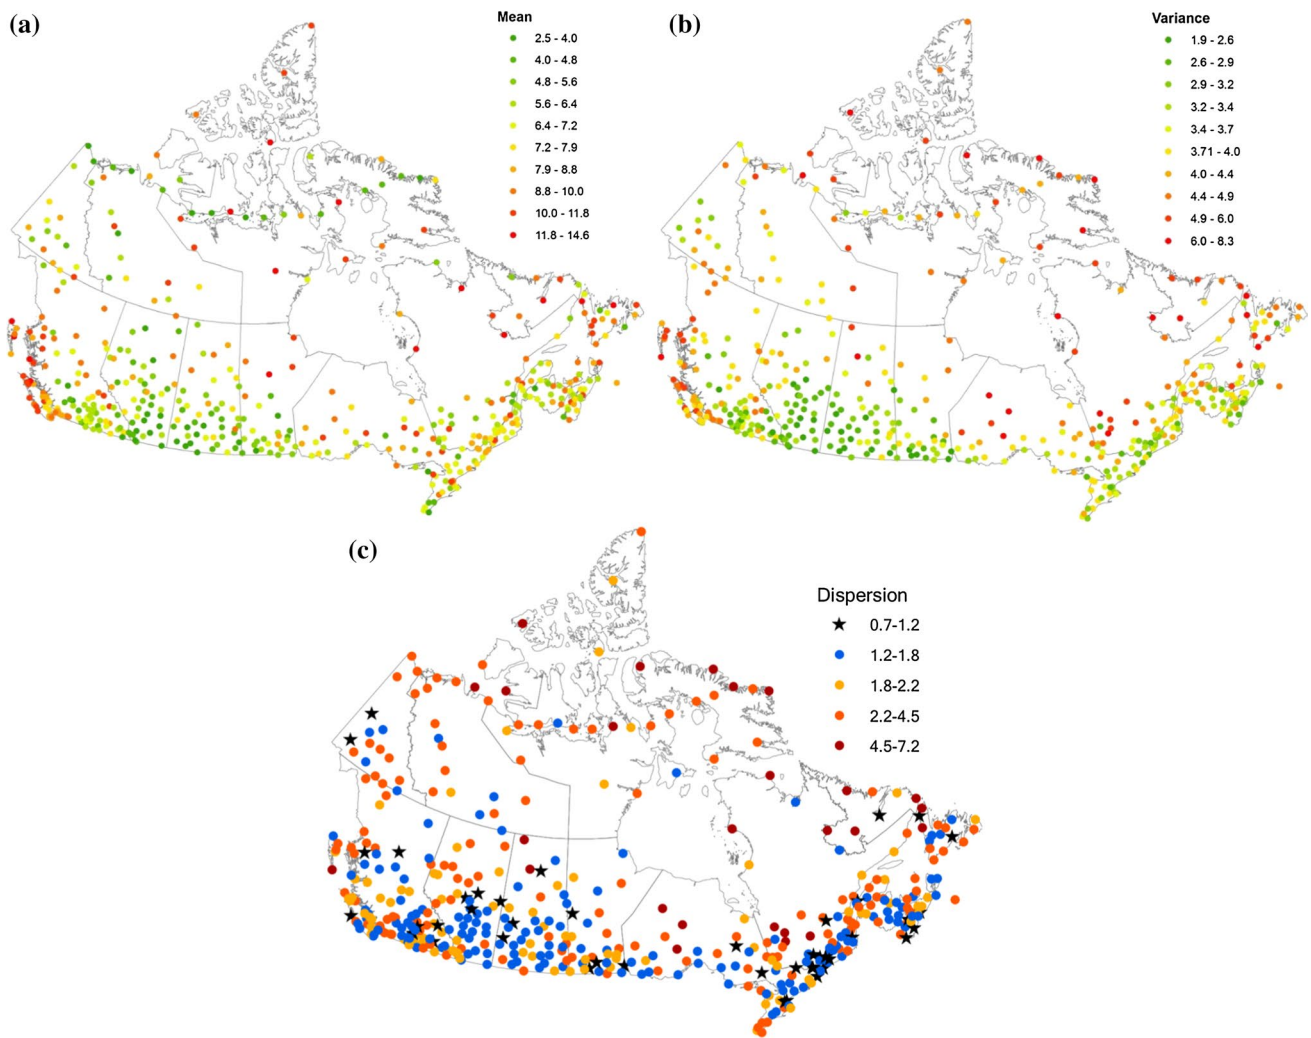 (a)
Mean
2.5 - 4.0
4.0 - 4.8
4.8 - 5.6
5.6 - 6.4
6.4 - 7.2
7.2 - 7.9
7.9 - 8.8
8.8 - 10.0
10.0 - 11.8
11.8 - 14.6
(b)
Variance
1.9 - 2.6
2.6 - 2.9
2.9 - 3.2
3.2 - 3.4
3.4 - 3.7
3.71 - 4.0
4.0 - 4.4
4.4 - 4.9
4.9 - 6.0
6.0 - 8.3
(c)
Dispersion
0.7-1.2
1.2-1.8
1.8-2.2
2.2-4.5
4.5-7.2